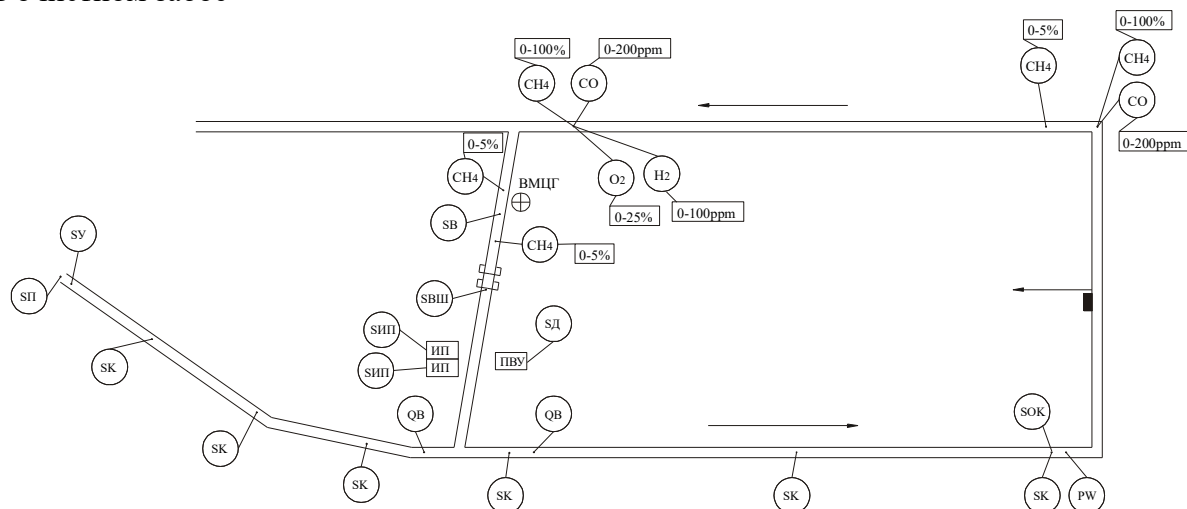 0-100%
0-200ppm
0-5%
0-100%
CH4
CO
CH4
CH4
CO
0-200ppm
0-5%
CH4
ВМЦГ
O2
H2
0-25%
0-100ppm
SB
CH4
0-5%
SУ
SП
SВШ
SИП
ИП
SД
SИП
ИП
ПВУ
SK
QB
QB
SOK
SK
SK
SK
SK
SK
PW